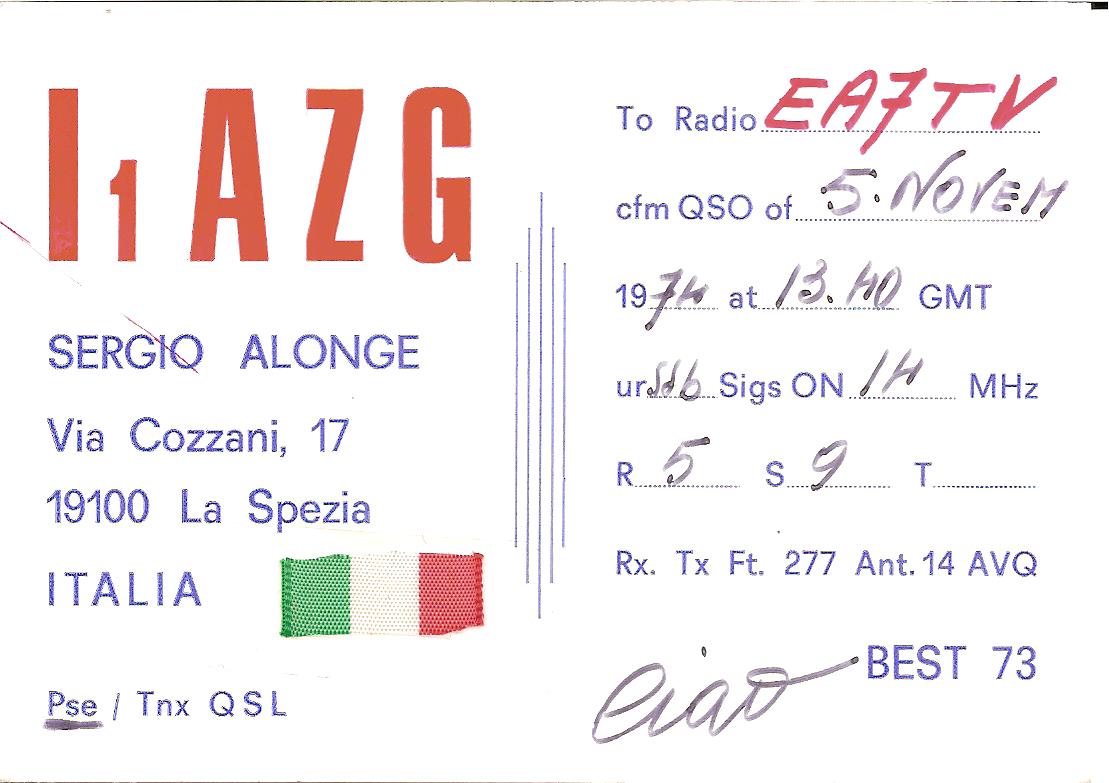 I1AZG
SERGIO ALONGE
Via Cozzani, 17
19100 La Spezia
ITALIA
Pse / Tnx QSL
To Radio EA7TV
cfm QSO of 5. NOVEM
1974 at 13.40 GMT
ur SSb Sigs ON 14 MHz
R 5 S 9 T
Rx. Tx Ft. 277 Ant. 14 AVQ
BEST 73
Ciao